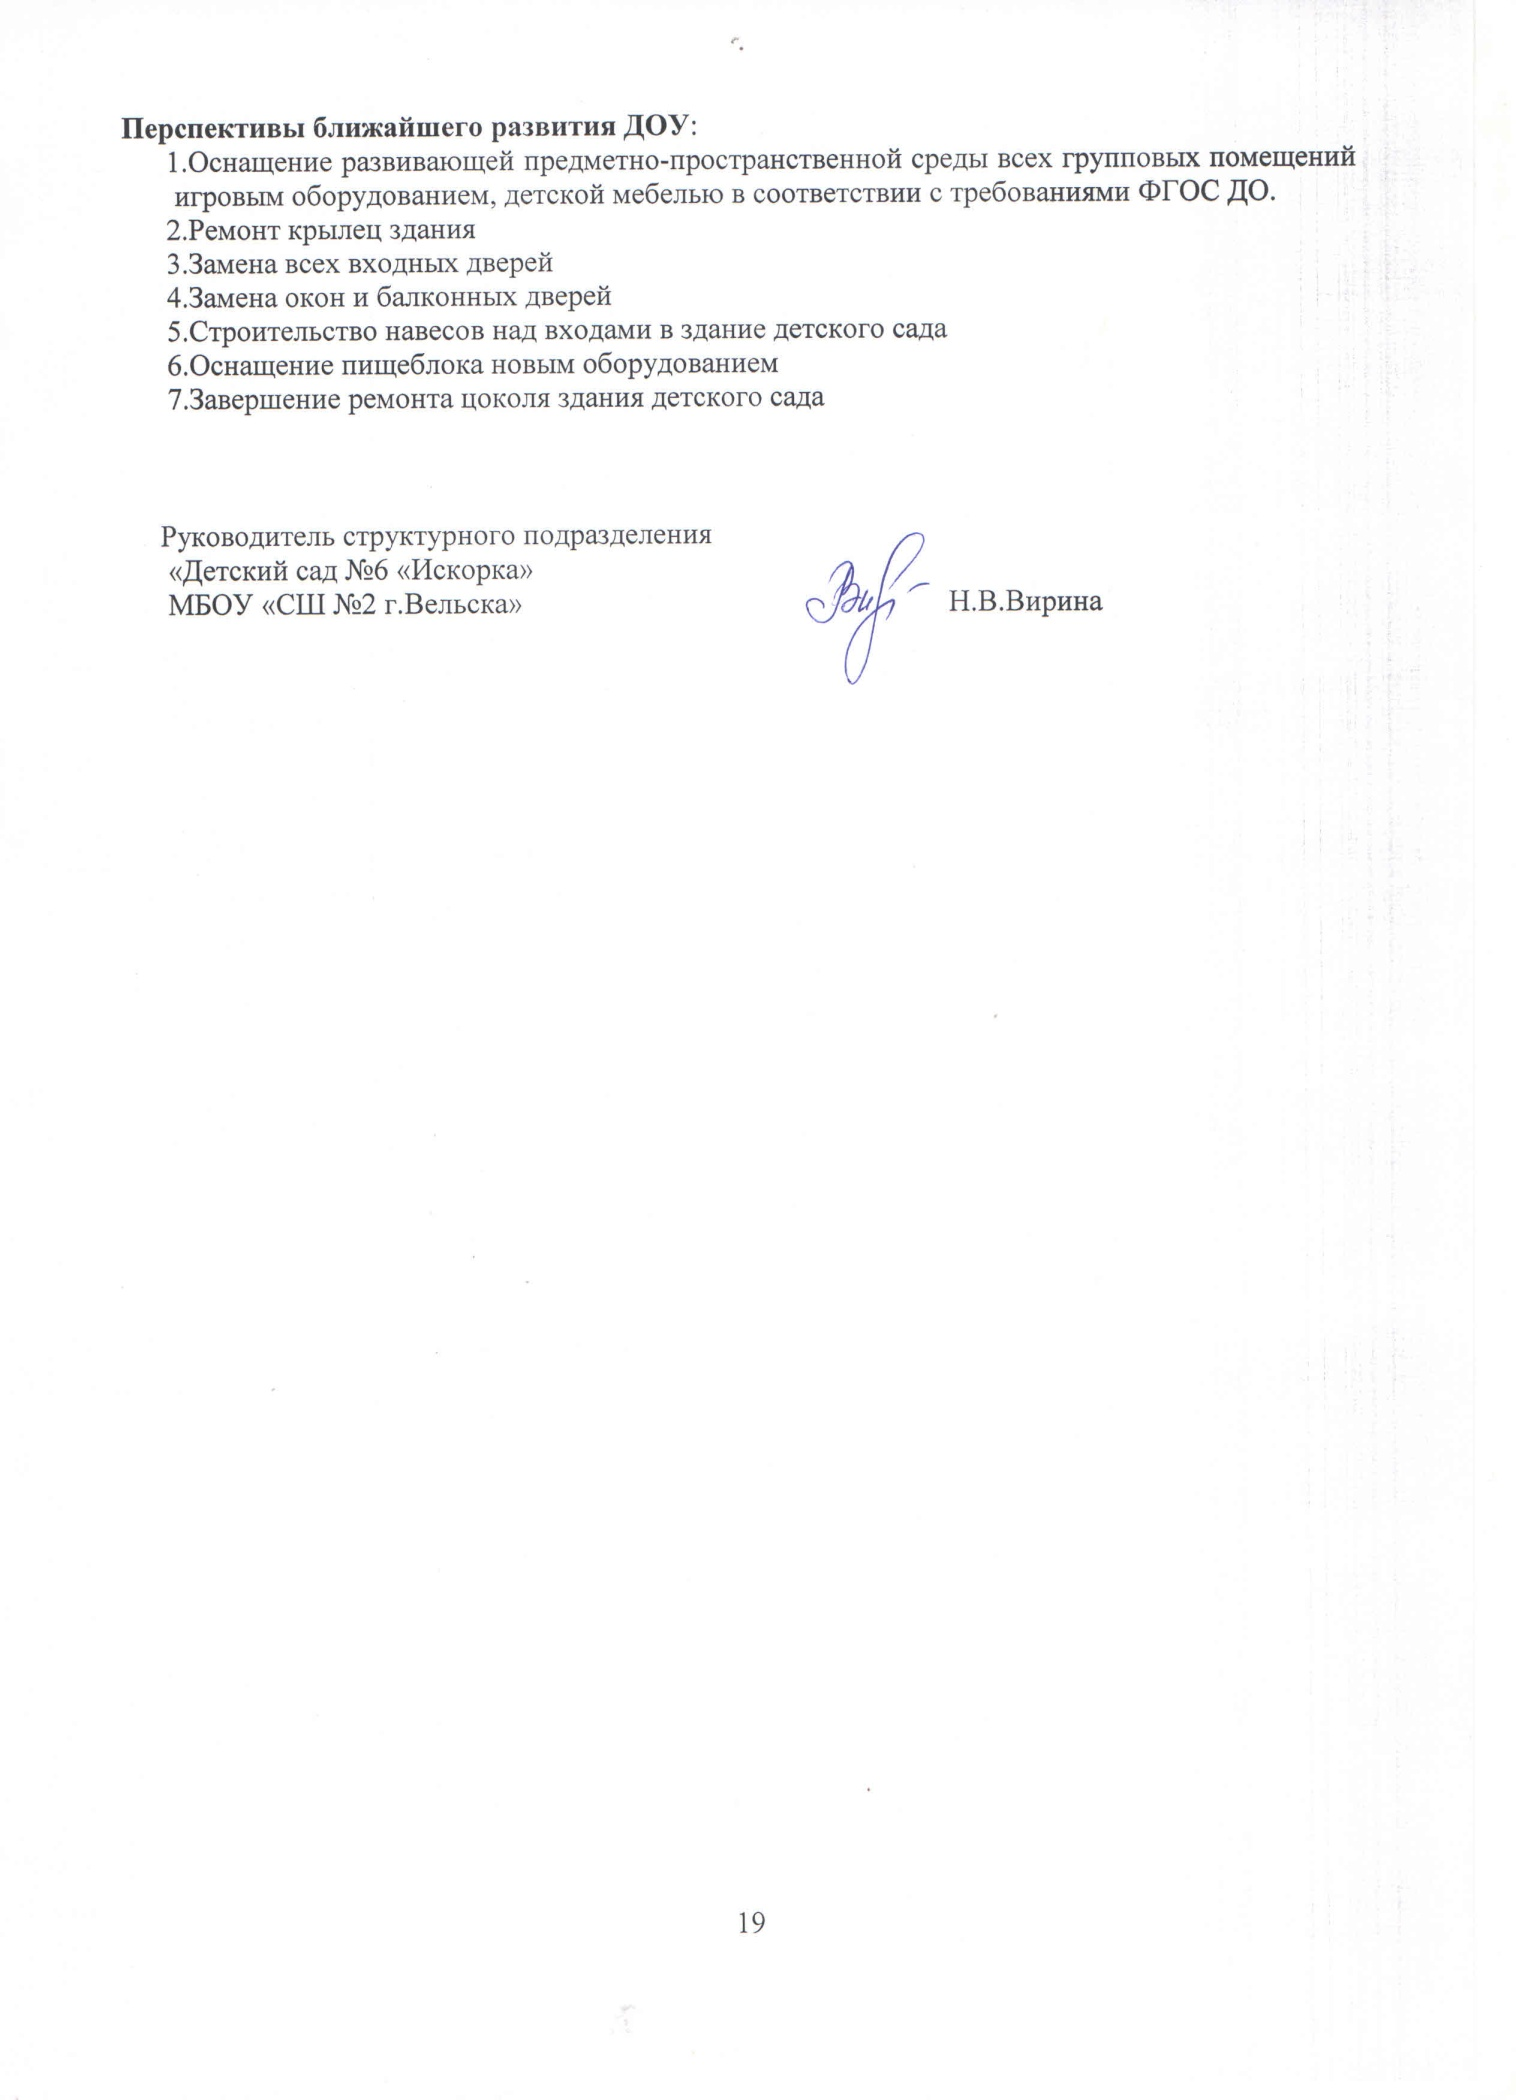 Перспективы ближайшего развития ДОУ:
1.Оснащение развивающей предметно-пространственной среды всех групповых помещений
игровым оборудованием, детской мебелью в соответствии с требованиями ФГОС ДО.
2.Ремонт крылец здания
3.Замена всех входных дверей
4.Замена окон и балконных дверей
5.Строительство навесов над входами в здание детского сада
6.Оснащение пищеблока новым оборудованием
7.Завершение ремонта цоколя здания детского сада
Руководитель структурного подразделения
«Детский сад №6 «Искорка»
МБОУ «СШ №2 г.Вельска» Н.В.Вирина
19